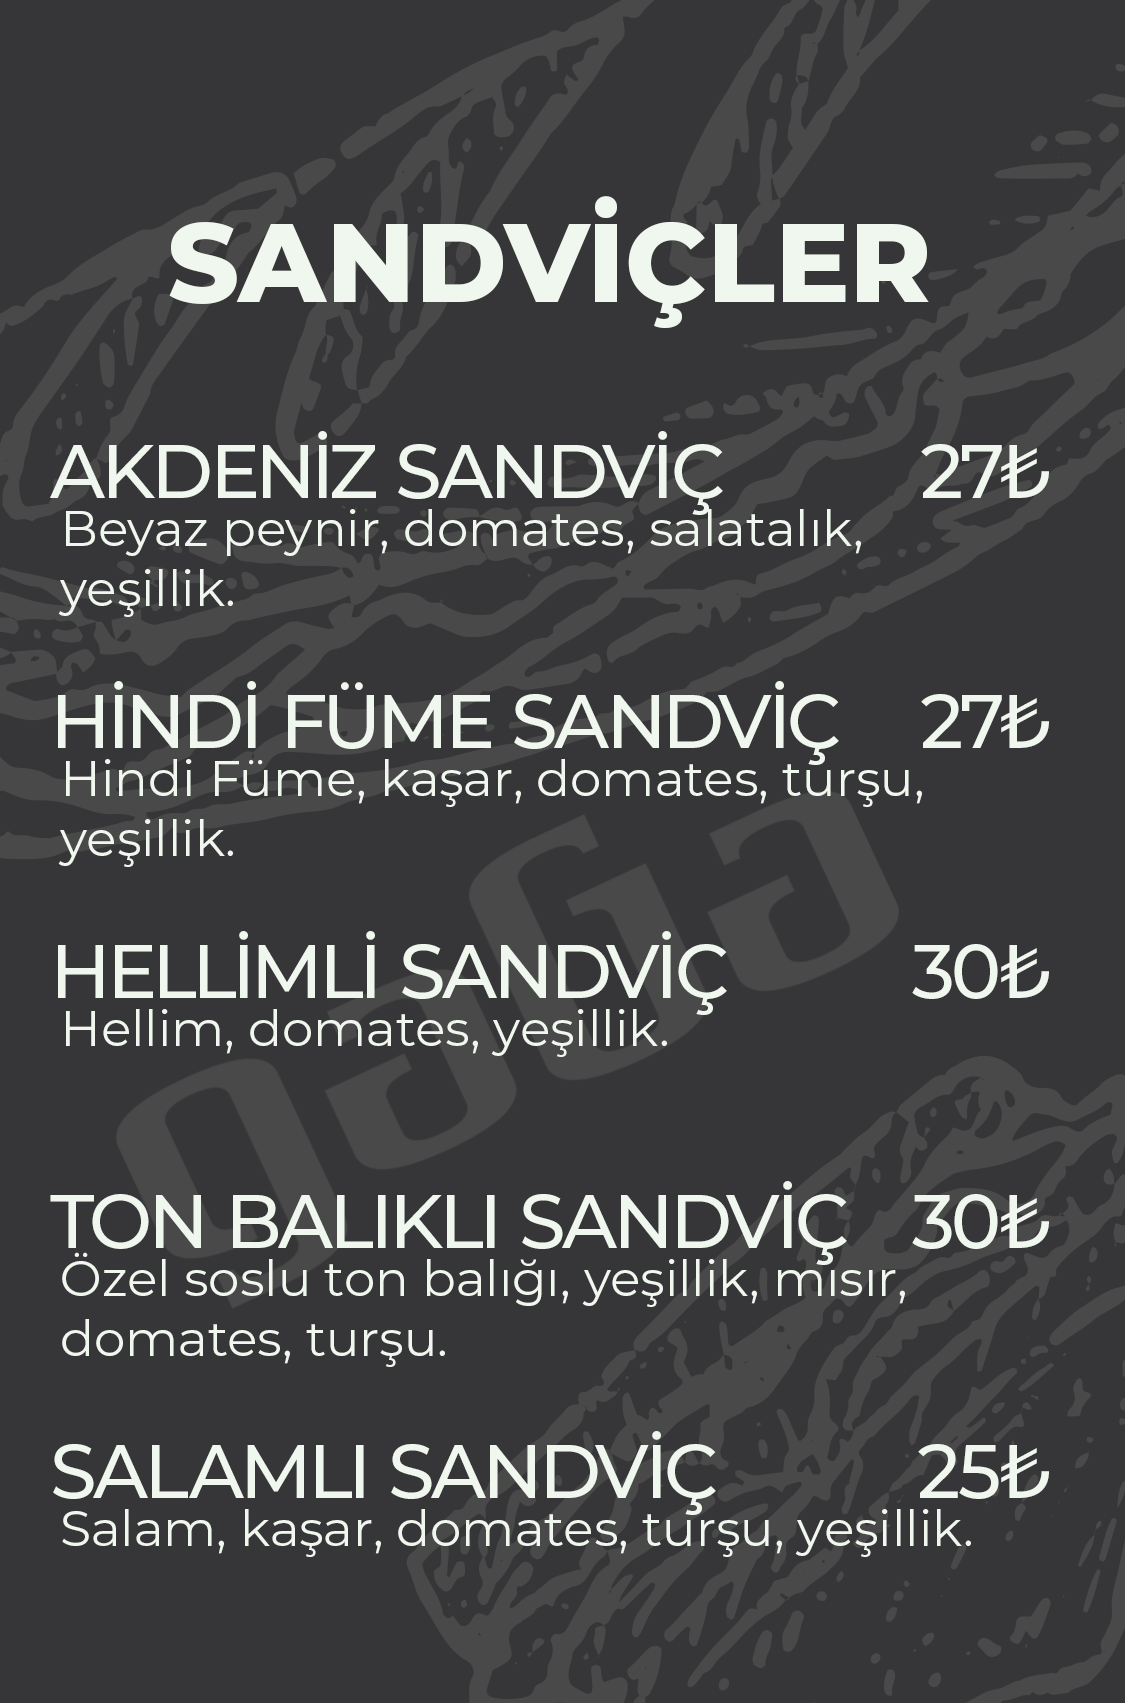 SANDVİÇLER
AKDENİZ SANDVİÇ 27₺
Beyaz peynir, domates, salatalık,
yeşillik.
HİNDİ FÜME SANDVİÇ 27₺
Hindi Füme, kaşar, domates, turşu,
yeşillik.
HELLİMLİ SANDVİÇ 30₺
Hellim, domates, yeşillik.
TON BALIKLI SANDVİÇ 30₺
Özel soslu ton balığı, yeşillik, mısır,
domates, turşu.
SALAMLI SANDVİÇ 25₺
Salam, kaşar, domates, turşu, yeşillik.